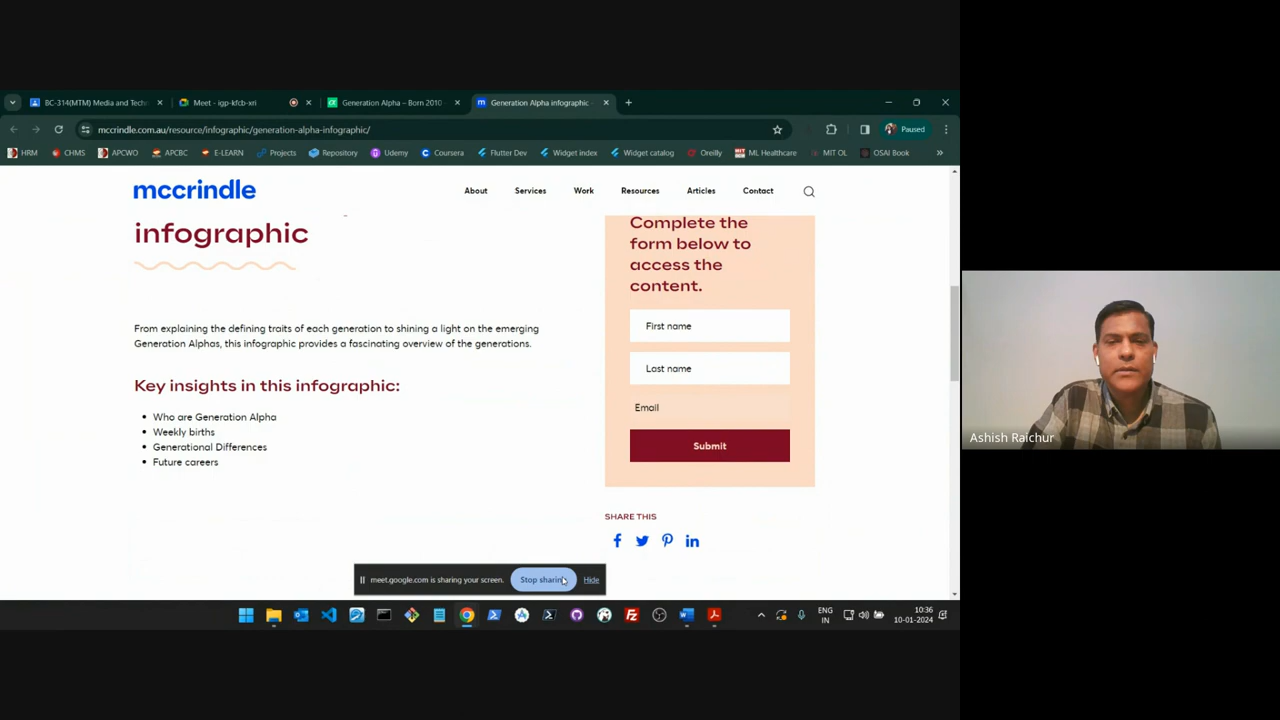 BC-314(MTM) Media and Tech
Meet - igp-kfcb-xri
Generation Alpha – Born 2010
Generation Alpha infographic
mccrindle.com.au/resource/infographic/generation-alpha-infographic/
Paused
HRM
CHMS
APCWO
APCBC
E-LEARN
Projects
Repository
Udemy
Coursera
Flutter Dev
Widget index
Widget catalog
Oreilly
ML Healthcare
MIT OL
OSAI Book
mccrindle
About
Services
Work
Resources
Articles
Contact
infographic
From explaining the defining traits of each generation to shining a light on the emerging
Generation Alphas, this infographic provides a fascinating overview of the generations.
Key insights in this infographic:
Who are Generation Alpha
Weekly births
Generational Differences
Future careers
Complete the
form below to
access the
content.
First name
Last name
Email
Submit
SHARE THIS
meet.google.com is sharing your screen.
Stop sharing
Hide
ENG
IN
10:36
10-01-2024
Ashish Raichur